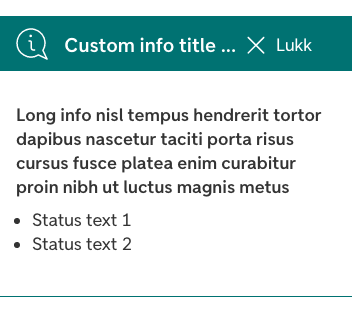 Custom info title ... Lukk
Long info nisl tempus hendrerit tortor
dapibus nascetur taciti porta risus
cursus fusce platea enim curabitur
proin nibh ut luctus magnis metus
• Status text 1
• Status text 2